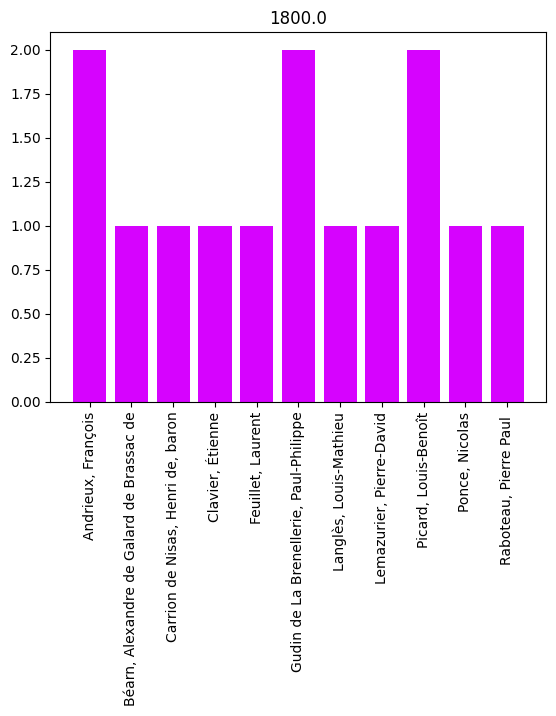 1800.0
2.00
1.75
1.50
1.25
1.00
0.75
0.50
0.25
0.00
Andrieux, François
Béarn, Alexandre de Galard de Brassac de
Carrion de Nisas, Henri de, baron
Clavier, Étienne
Feuillet, Laurent
Gudin de La Brenellerie, Paul-Philippe
Langlès, Louis-Mathieu
Lemazurier, Pierre-David
Picard, Louis-Benoît
Ponce, Nicolas
Raboteau, Pierre Paul